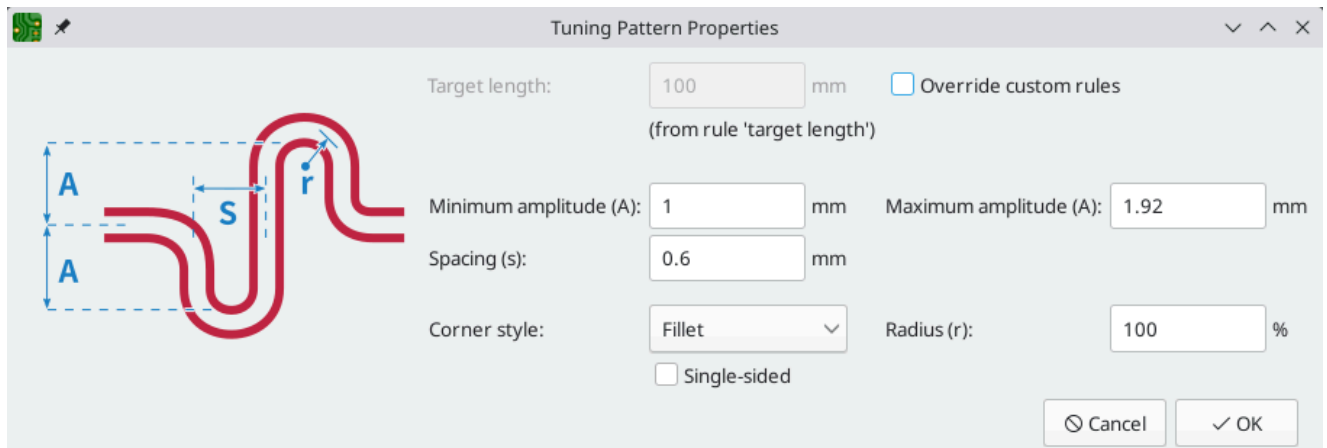 Tuning Pattern Properties
Target length: 100 mm Override custom rules
(from rule 'target length')
A
r
S
A
Minimum amplitude (A): 1 mm Maximum amplitude (A): 1.92 mm
Spacing (s): 0.6 mm
Corner style: Fillet Radius (r): 100 %
Single-sided
Cancel OK